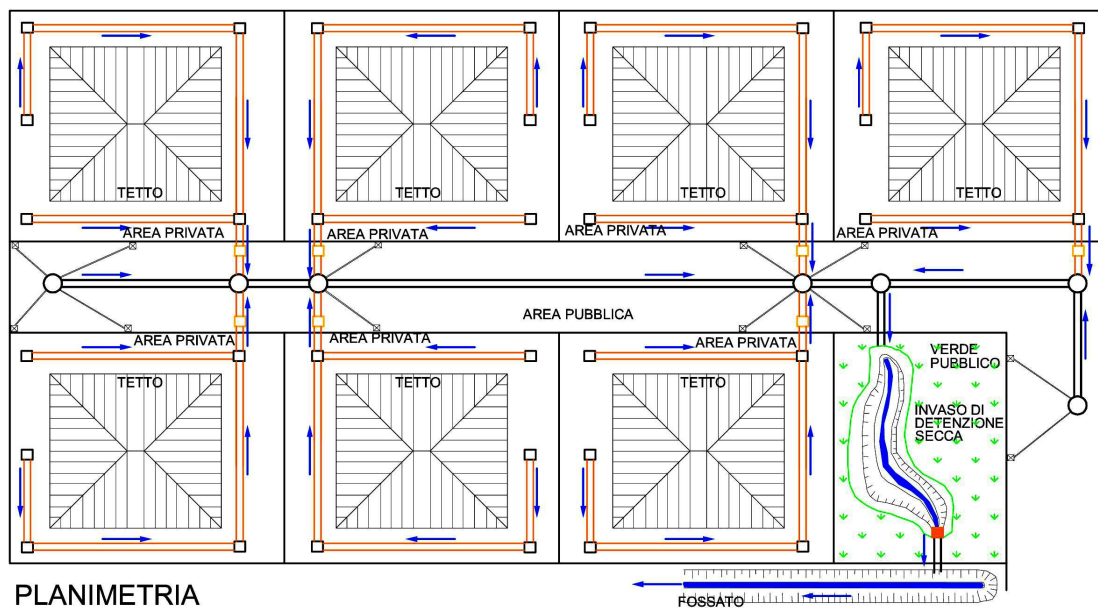 TETTO
TETTO
TETTO
TETTO
AREA PRIVATA
AREA PRIVATA
AREA PRIVATA
AREA PRIVATA
AREA PUBBLICA
AREA PRIVATA
AREA PRIVATA
AREA PRIVATA
TETTO
TETTO
TETTO
VERDE
PUBBLICO
INVASO DI
DETENZIONE
SECCA
PLANIMETRIA
FOSSATO